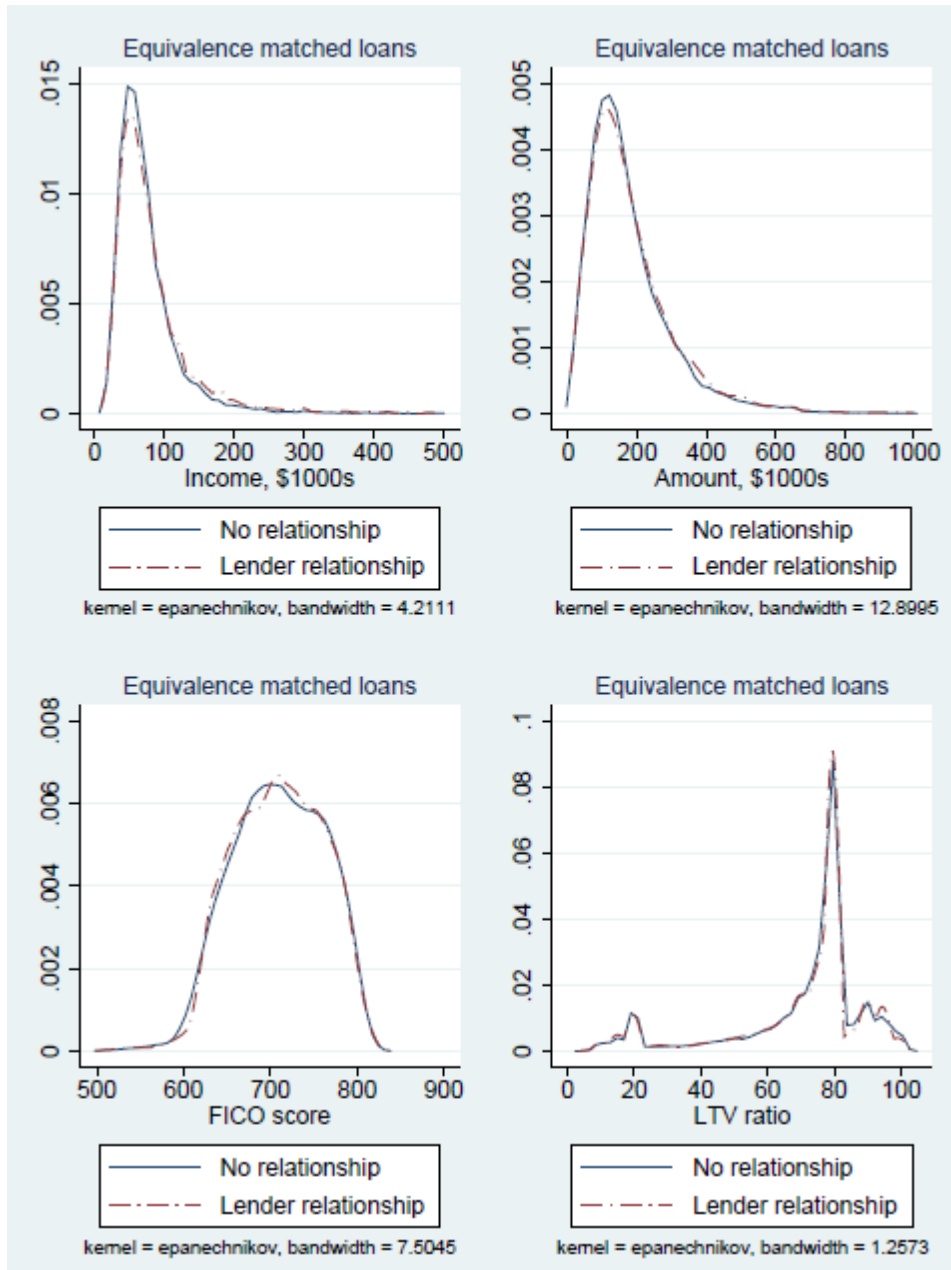 Equivalence matched loans
.015
.01
.005
0
0 100 200 300 400 500
Income, $1000s
No relationship
Lender relationship
kernel = epanechnikov, bandwidth = 4.2111
Equivalence matched loans
.005
.004
.003
.002
.001
0
0 200 400 600 800 1000
Amount, $1000s
No relationship
Lender relationship
kernel = epanechnikov, bandwidth = 12.8995
Equivalence matched loans
.008
.006
.004
.002
0
500 600 700 800 900
FICO score
No relationship
Lender relationship
kernel = epanechnikov, bandwidth = 7.5045
Equivalence matched loans
.1
.08
.06
.04
.02
0
0 20 40 60 80 100
LTV ratio
No relationship
Lender relationship
kernel = epanechnikov, bandwidth = 1.2573